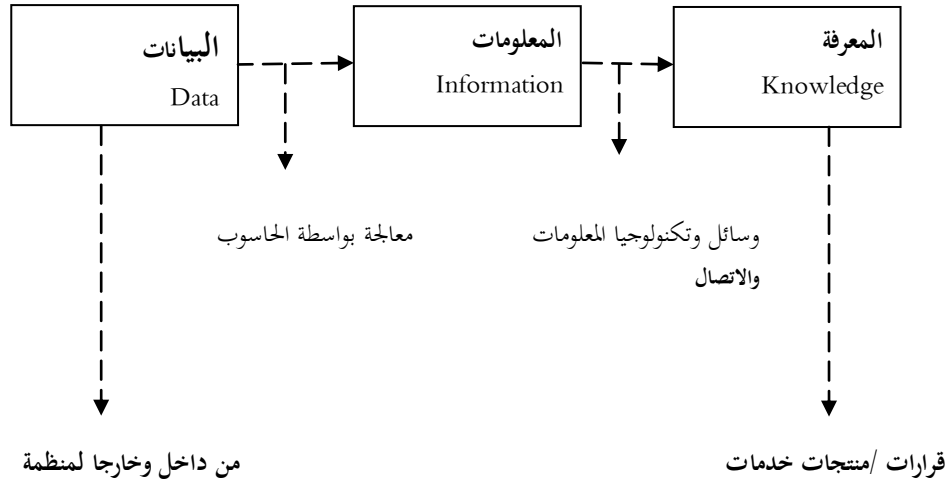 البيانات
Data
المعلومات
Information
المعرفة
Knowledge
معالجة بواسطة الحاسوب
وسائل وتكنولوجيا المعلومات
والاتصال
من داخل وخارجا لمنظمة
قرارات /منتجات خدمات